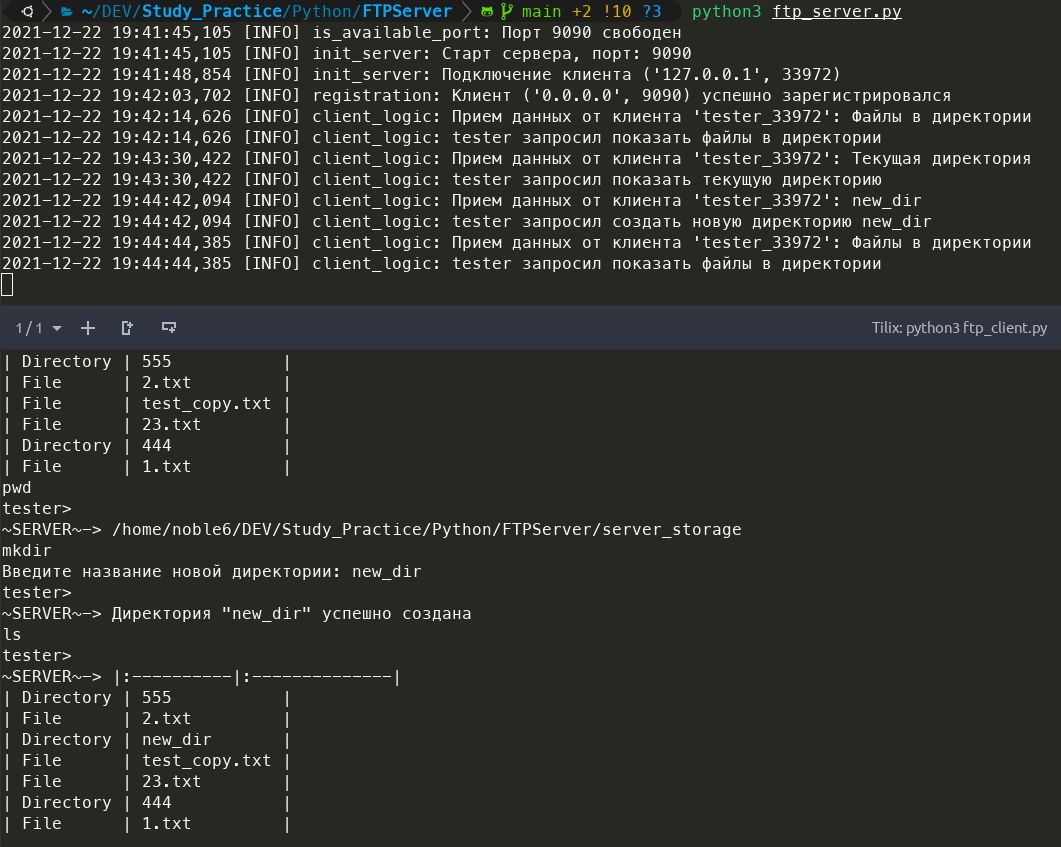 ~/DEV/Study_Practice/Python/FTPServer main +2 !10 ?3 python3 ftp_server.py
2021-12-22 19:41:45,105 [INFO] is_available_port: Порт 9090 свободен
2021-12-22 19:41:45,105 [INFO] init_server: Старт сервера, порт: 9090
2021-12-22 19:41:48,854 [INFO] init_server: Подключение клиента ('127.0.0.1', 33972)
2021-12-22 19:42:03,702 [INFO] registration: Клиент ('0.0.0.0', 9090) успешно зарегистрировался
2021-12-22 19:42:14,626 [INFO] client_logic: Прием данных от клиента 'tester_33972': Файлы в директории
2021-12-22 19:42:14,626 [INFO] client_logic: tester запросил показать файлы в директории
2021-12-22 19:43:30,422 [INFO] client_logic: Прием данных от клиента 'tester_33972': Текущая директория
2021-12-22 19:43:30,422 [INFO] client_logic: tester запросил показать текущую директорию
2021-12-22 19:44:42,094 [INFO] client_logic: Прием данных от клиента 'tester_33972': new_dir
2021-12-22 19:44:42,094 [INFO] client_logic: tester запросил создать новую директорию new_dir
2021-12-22 19:44:44,385 [INFO] client_logic: Прием данных от клиента 'tester_33972': Файлы в директории
2021-12-22 19:44:44,385 [INFO] client_logic: tester запросил показать файлы в директории
1 / 1 Tilix: python3 ftp_client.py
| Directory | 555           |
| File      | 2.txt         |
| File      | test_copy.txt |
| File      | 23.txt        |
| Directory | 444           |
| File      | 1.txt         |
pwd
tester>
~SERVER~-> /home/noble6/DEV/Study_Practice/Python/FTPServer/server_storage
mkdir
Введите название новой директории: new_dir
tester>
~SERVER~-> Директория "new_dir" успешно создана
ls
tester>
~SERVER~-> |:----------|:--------------|
| Directory | 555           |
| File      | 2.txt         |
| Directory | new_dir       |
| File      | test_copy.txt |
| File      | 23.txt        |
| Directory | 444           |
| File      | 1.txt         |